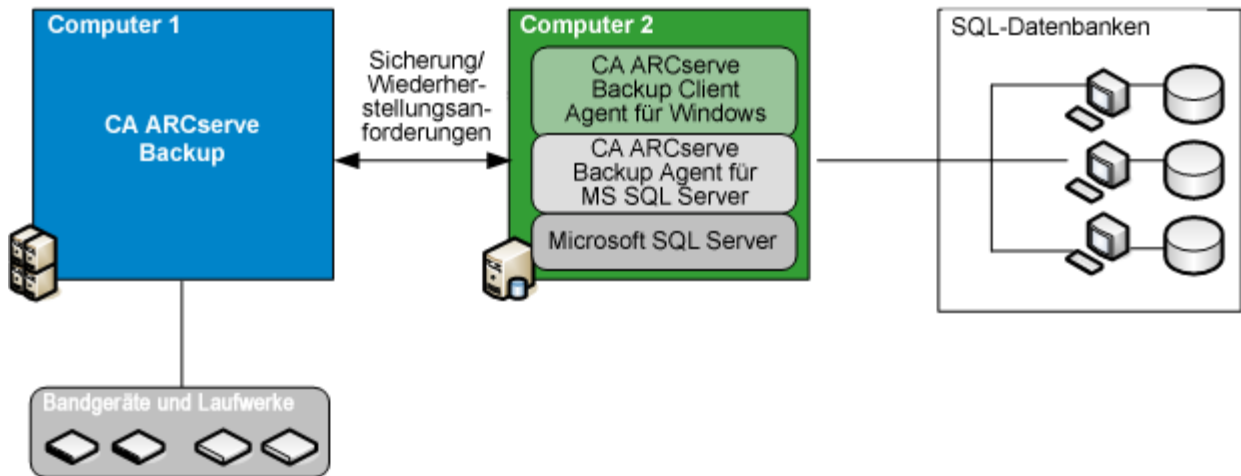 Computer 1
CA ARCserve
Backup
Sicherung/
Wiederher-
stellungsan-
forderungen
Computer 2
CA ARCserve
Backup Client
Agent für Windows
CA ARCserve
Backup Agent für
MS SQL Server
Microsoft SQL Server
SQL-Datenbanken
Bandgeräte und Laufwerke